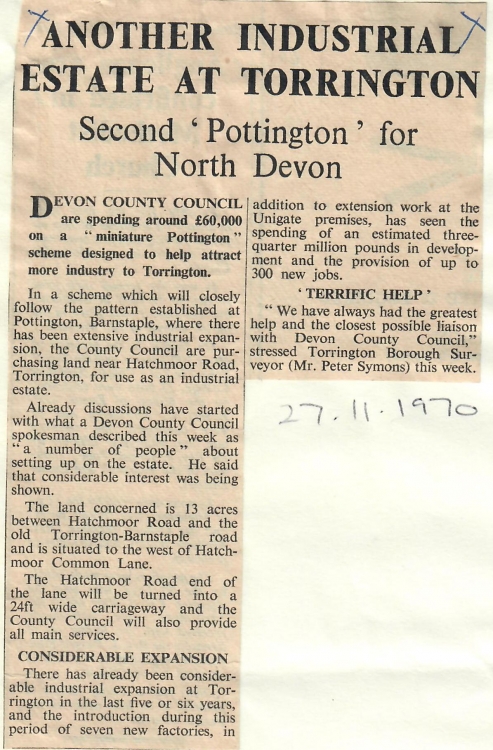 ANOTHER INDUSTRIAL
ESTATE AT TORRINGTON
Second ‘ Pottington ’ for
North Devon
DEVON COUNTY COUNCIL
are spending around £60,000
on a “miniature Pottington”
scheme designed to help attract
more industry to Torrington.
In a scheme which will closely
follow the pattern established at
Pottington, Barnstaple, where there
has been extensive industrial expan-
sion, the County Council are pur-
chasing land near Hatchmoor Road,
Torrington, for use as an industrial
estate.
Already discussions have started
with what a Devon County Council
spokesman described this week as
“a number of people” about
setting up on the estate. He said
that considerable interest was being
shown.
The land concerned is 13 acres
between Hatchmoor Road and the
old Torrington-Barnstaple road
and is situated to the west of Hatch-
moor Common Lane.
The Hatchmoor Road end of
the lane will be turned into a
24ft wide carriageway and the
County Council will also provide
all main services.
CONSIDERABLE EXPANSION
There has already been consider-
able industrial expansion at Tor-
rington in the last five or six years,
and the introduction during this
period of seven new factories, in
addition to extension work at the
Unigate premises, has seen the
spending of an estimated three-
quarter million pounds in develop-
ment and the provision of up to
300 new jobs.
‘ TERRIFIC HELP ’
“ We have always had the greatest
help and the closest possible liaison
with Devon County Council,”
stressed Torrington Borough Sur-
veyor (Mr. Peter Symons) this week.
27.11.1970